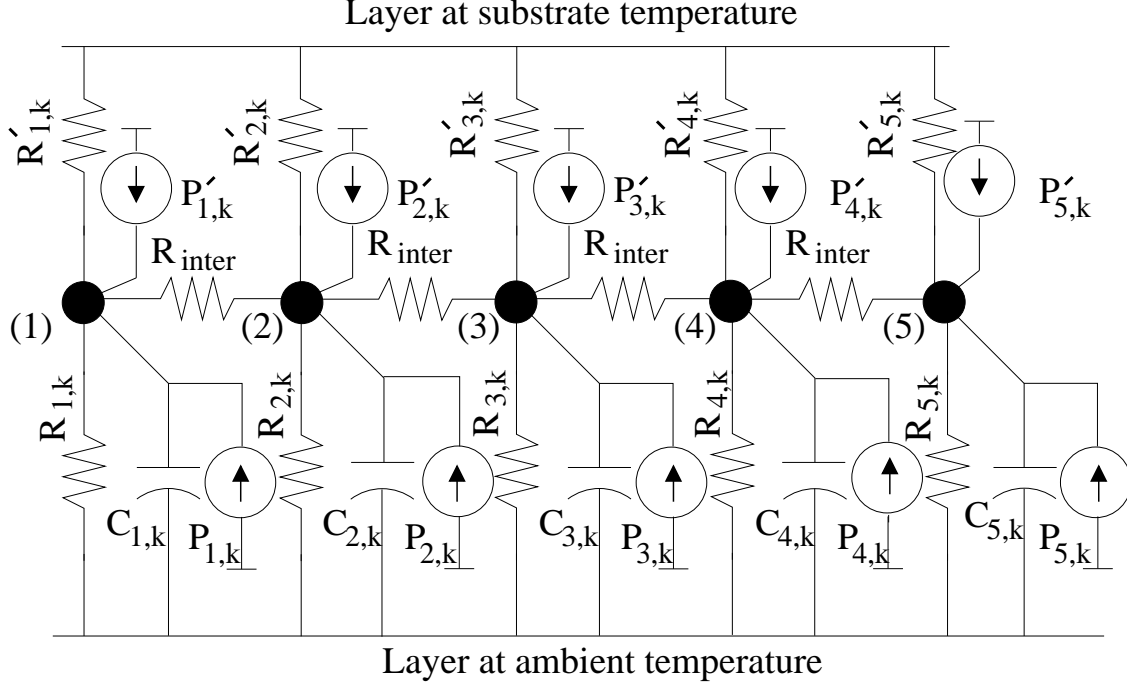 Layer at substrate temperature
R′1,k
R′2,k
R′3,k
R′4,k
R′5,k
P′1,k
P′2,k
P′3,k
P′4,k
P′5,k
R inter
R inter
R inter
R inter
(1)
(2)
(3)
(4)
(5)
R1,k
R2,k
R3,k
R4,k
R5,k
C1,k
P1,k
C2,k
P2,k
C3,k
P3,k
C4,k
P4,k
C5,k
P5,k
Layer at ambient temperature